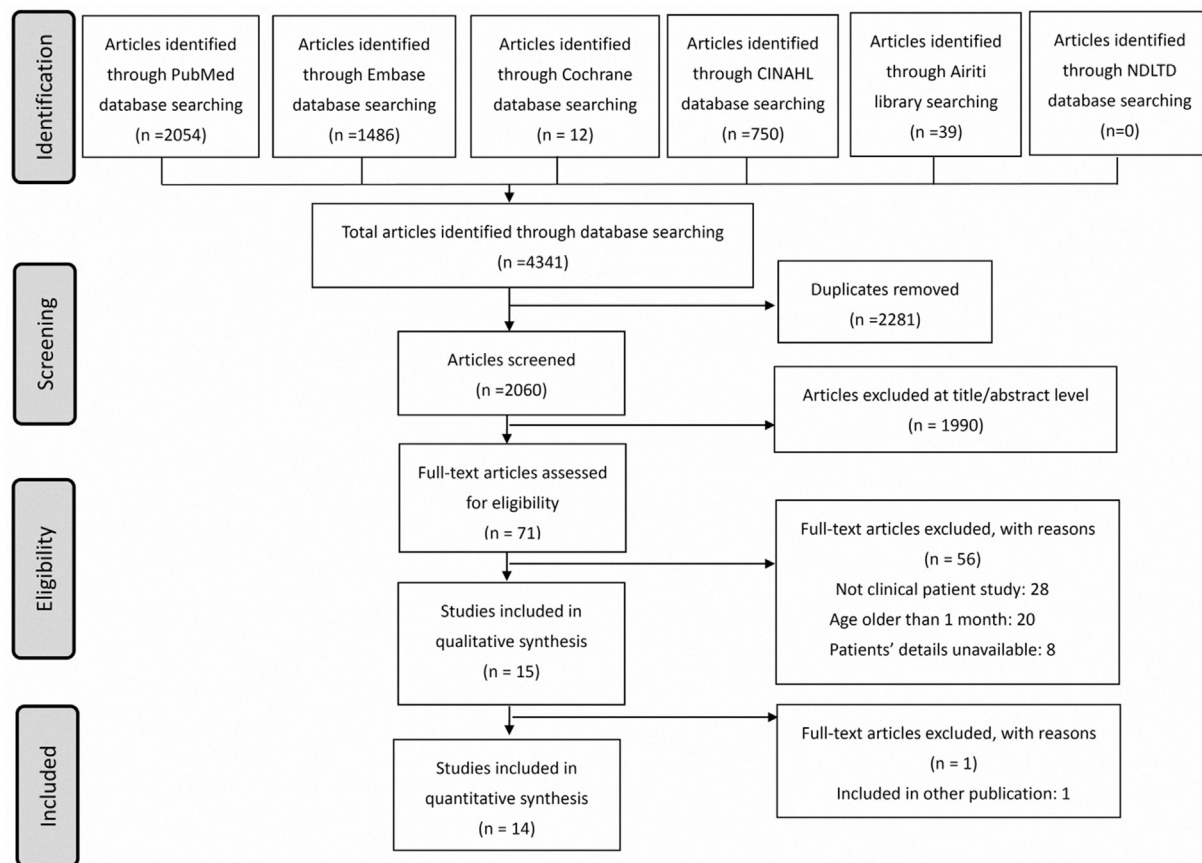 Identification
Articles identified
through PubMed
database searching
(n =2054)
Articles identified
through Embase
database searching
(n =1486)
Articles identified
through Cochrane
database searching
(n = 12)
Articles identified
through CINAHL
database searching
(n =750)
Articles identified
through Airiti
library searching
(n =39)
Articles identified
through NDLTD
database searching
(n=0)
Total articles identified through database searching
(n =4341)
Screening
Duplicates removed
(n =2281)
Articles screened
(n =2060)
Articles excluded at title/abstract level
(n = 1990)
Eligibility
Full-text articles assessed
for eligibility
(n = 71)
Full-text articles excluded, with reasons
(n = 56)
Not clinical patient study: 28
Age older than 1 month: 20
Patients’ details unavailable: 8
Studies included in
qualitative synthesis
(n = 15)
Included
Full-text articles excluded, with reasons
(n = 1)
Included in other publication: 1
Studies included in
quantitative synthesis
(n = 14)